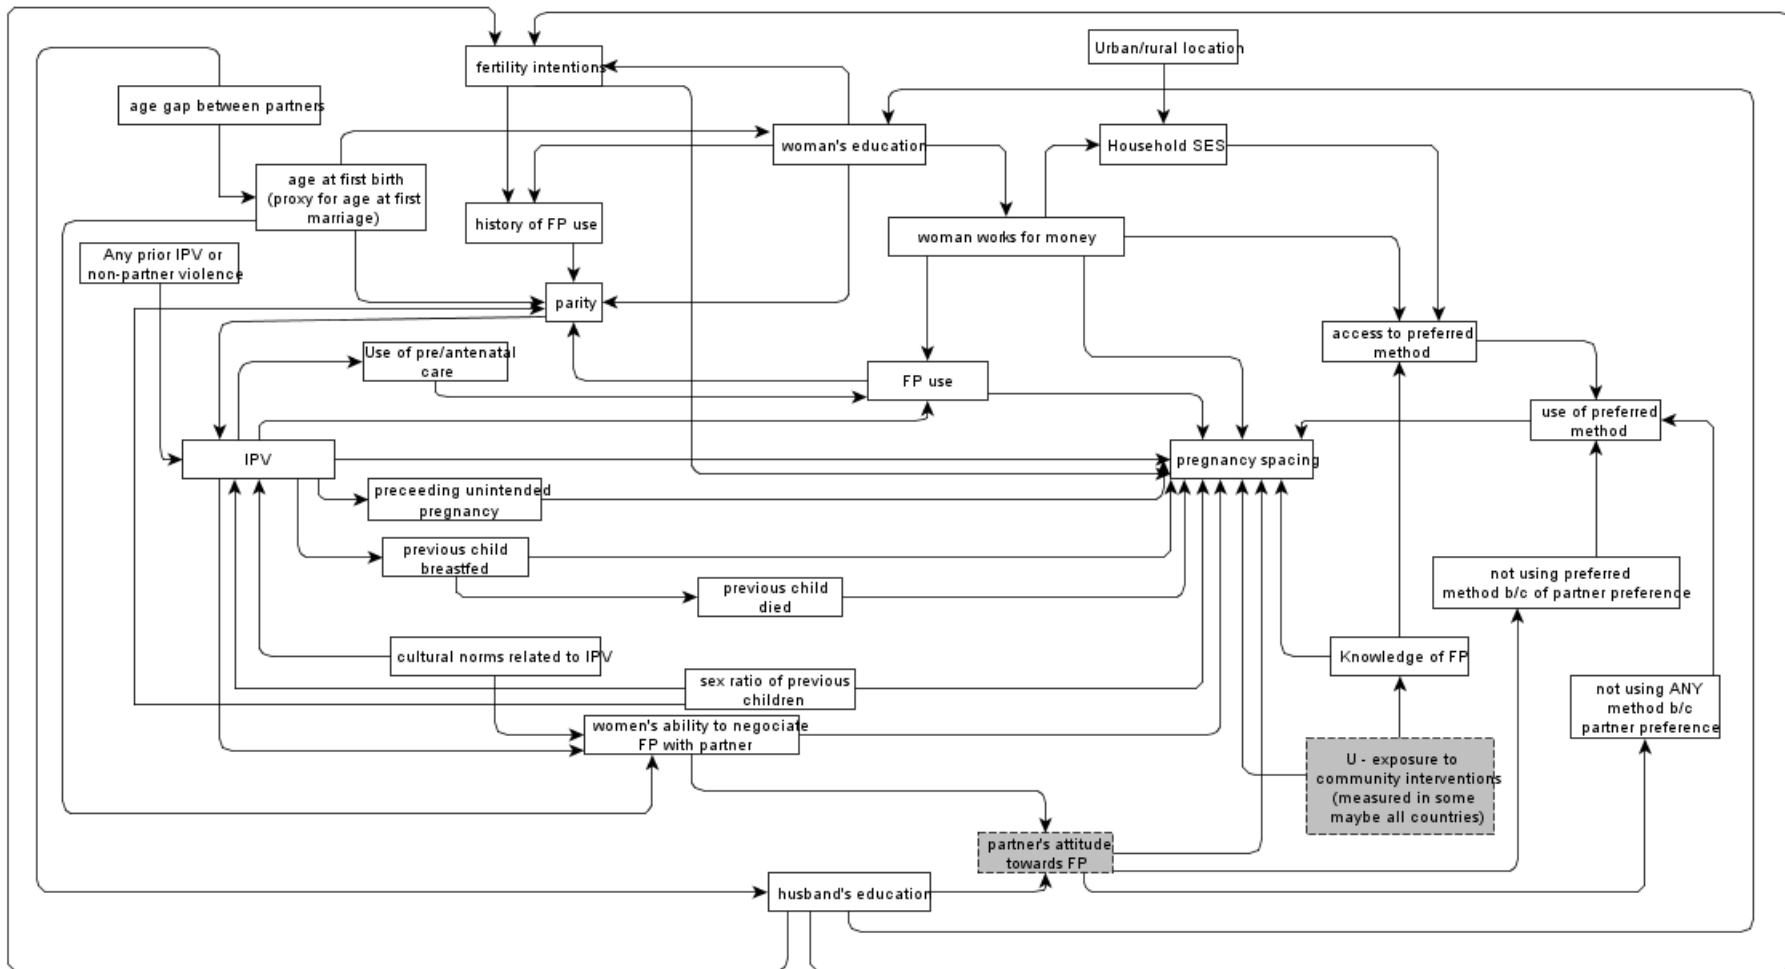 fertility intentions
Urban/rural location
age gap between partners
woman's education
Household SES
age at first birth
(proxy for age at first
marriage)
history of FP use
woman works for money
Any prior IPV or
non-partner violence
parity
access to preferred
method
Use of pre/antenatal
care
FP use
use of preferred
method
IPV
pregnancy spacing
preceeding unintended
pregnancy
previous child
breastfed
not using preferred
method b/c of partner preference
previous child
died
cultural norms related to IPV
Knowledge of FP
sex ratio of previous
children
not using ANY
method b/c
partner preference
women's ability to negociate
FP with partner
U - exposure to
community interventions
(measured in some
maybe all countries)
partner's attitude
towards FP
husband's education